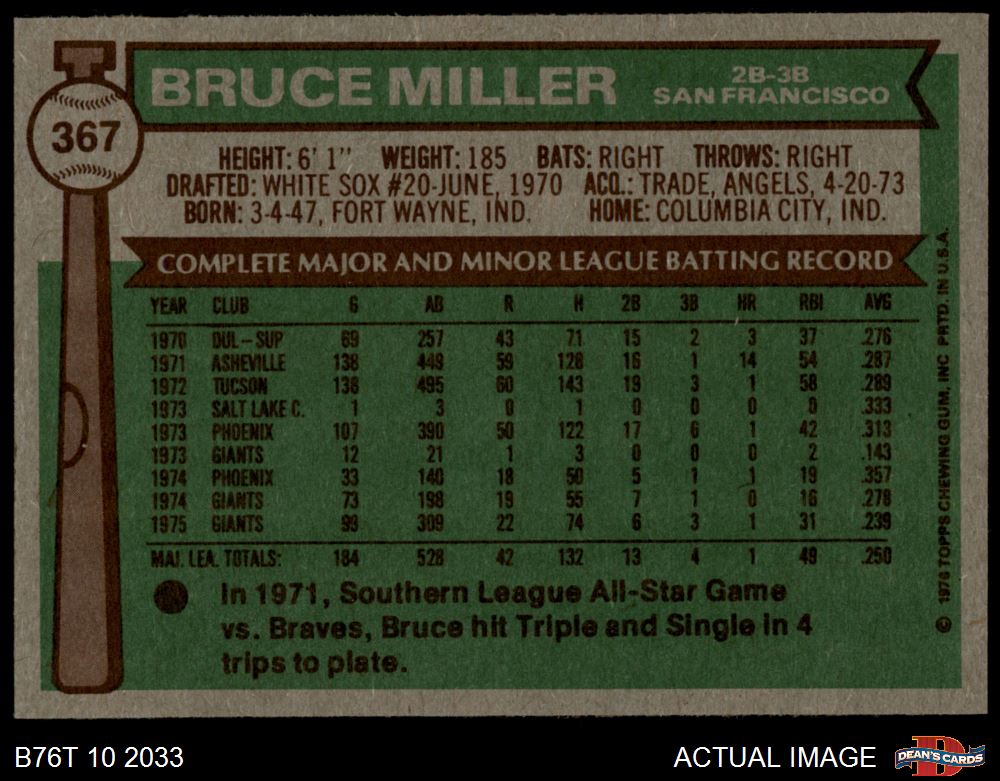 BRUCE MILLER
2B-3B
SAN FRANCISCO
367
HEIGHT: 6' 1" WEIGHT: 185 BATS: RIGHT THROWS: RIGHT
DRAFTED: WHITE SOX #20-JUNE, 1970 ACQ.: TRADE, ANGELS, 4-20-73
BORN: 3-4-47, FORT WAYNE, IND. HOME: COLUMBIA CITY, IND.
COMPLETE MAJOR AND MINOR LEAGUE BATTING RECORD
YEAR CLUB G AB R H 2B 3B HR RBI AVG
1970 DUL-SUP 69 257 43 71 15 2 3 37 .276
1971 ASHEVILLE 138 449 59 128 16 1 14 54 .287
1972 TUCSON 138 495 60 143 19 3 1 58 .289
1973 SALT LAKE C. 1 3 0 1 0 0 0 0 .333
1973 PHOENIX 107 390 50 122 17 6 1 42 .313
1973 GIANTS 12 21 1 3 0 0 0 2 .143
1974 PHOENIX 33 140 18 50 5 1 1 19 .357
1974 GIANTS 73 198 19 55 7 1 0 16 .278
1975 GIANTS 99 309 22 74 6 3 1 31 .239
MAJ. LEA. TOTALS: 184 528 42 132 13 4 1 49 .250
In 1971, Southern League All-Star Game
vs. Braves, Bruce hit Triple and Single in 4
trips to plate.
© 1976 TOPPS CHEWING GUM, INC PRTD. IN U.S.A.
B76T 10 2033
ACTUAL IMAGE
D
DEAN'S CARDS